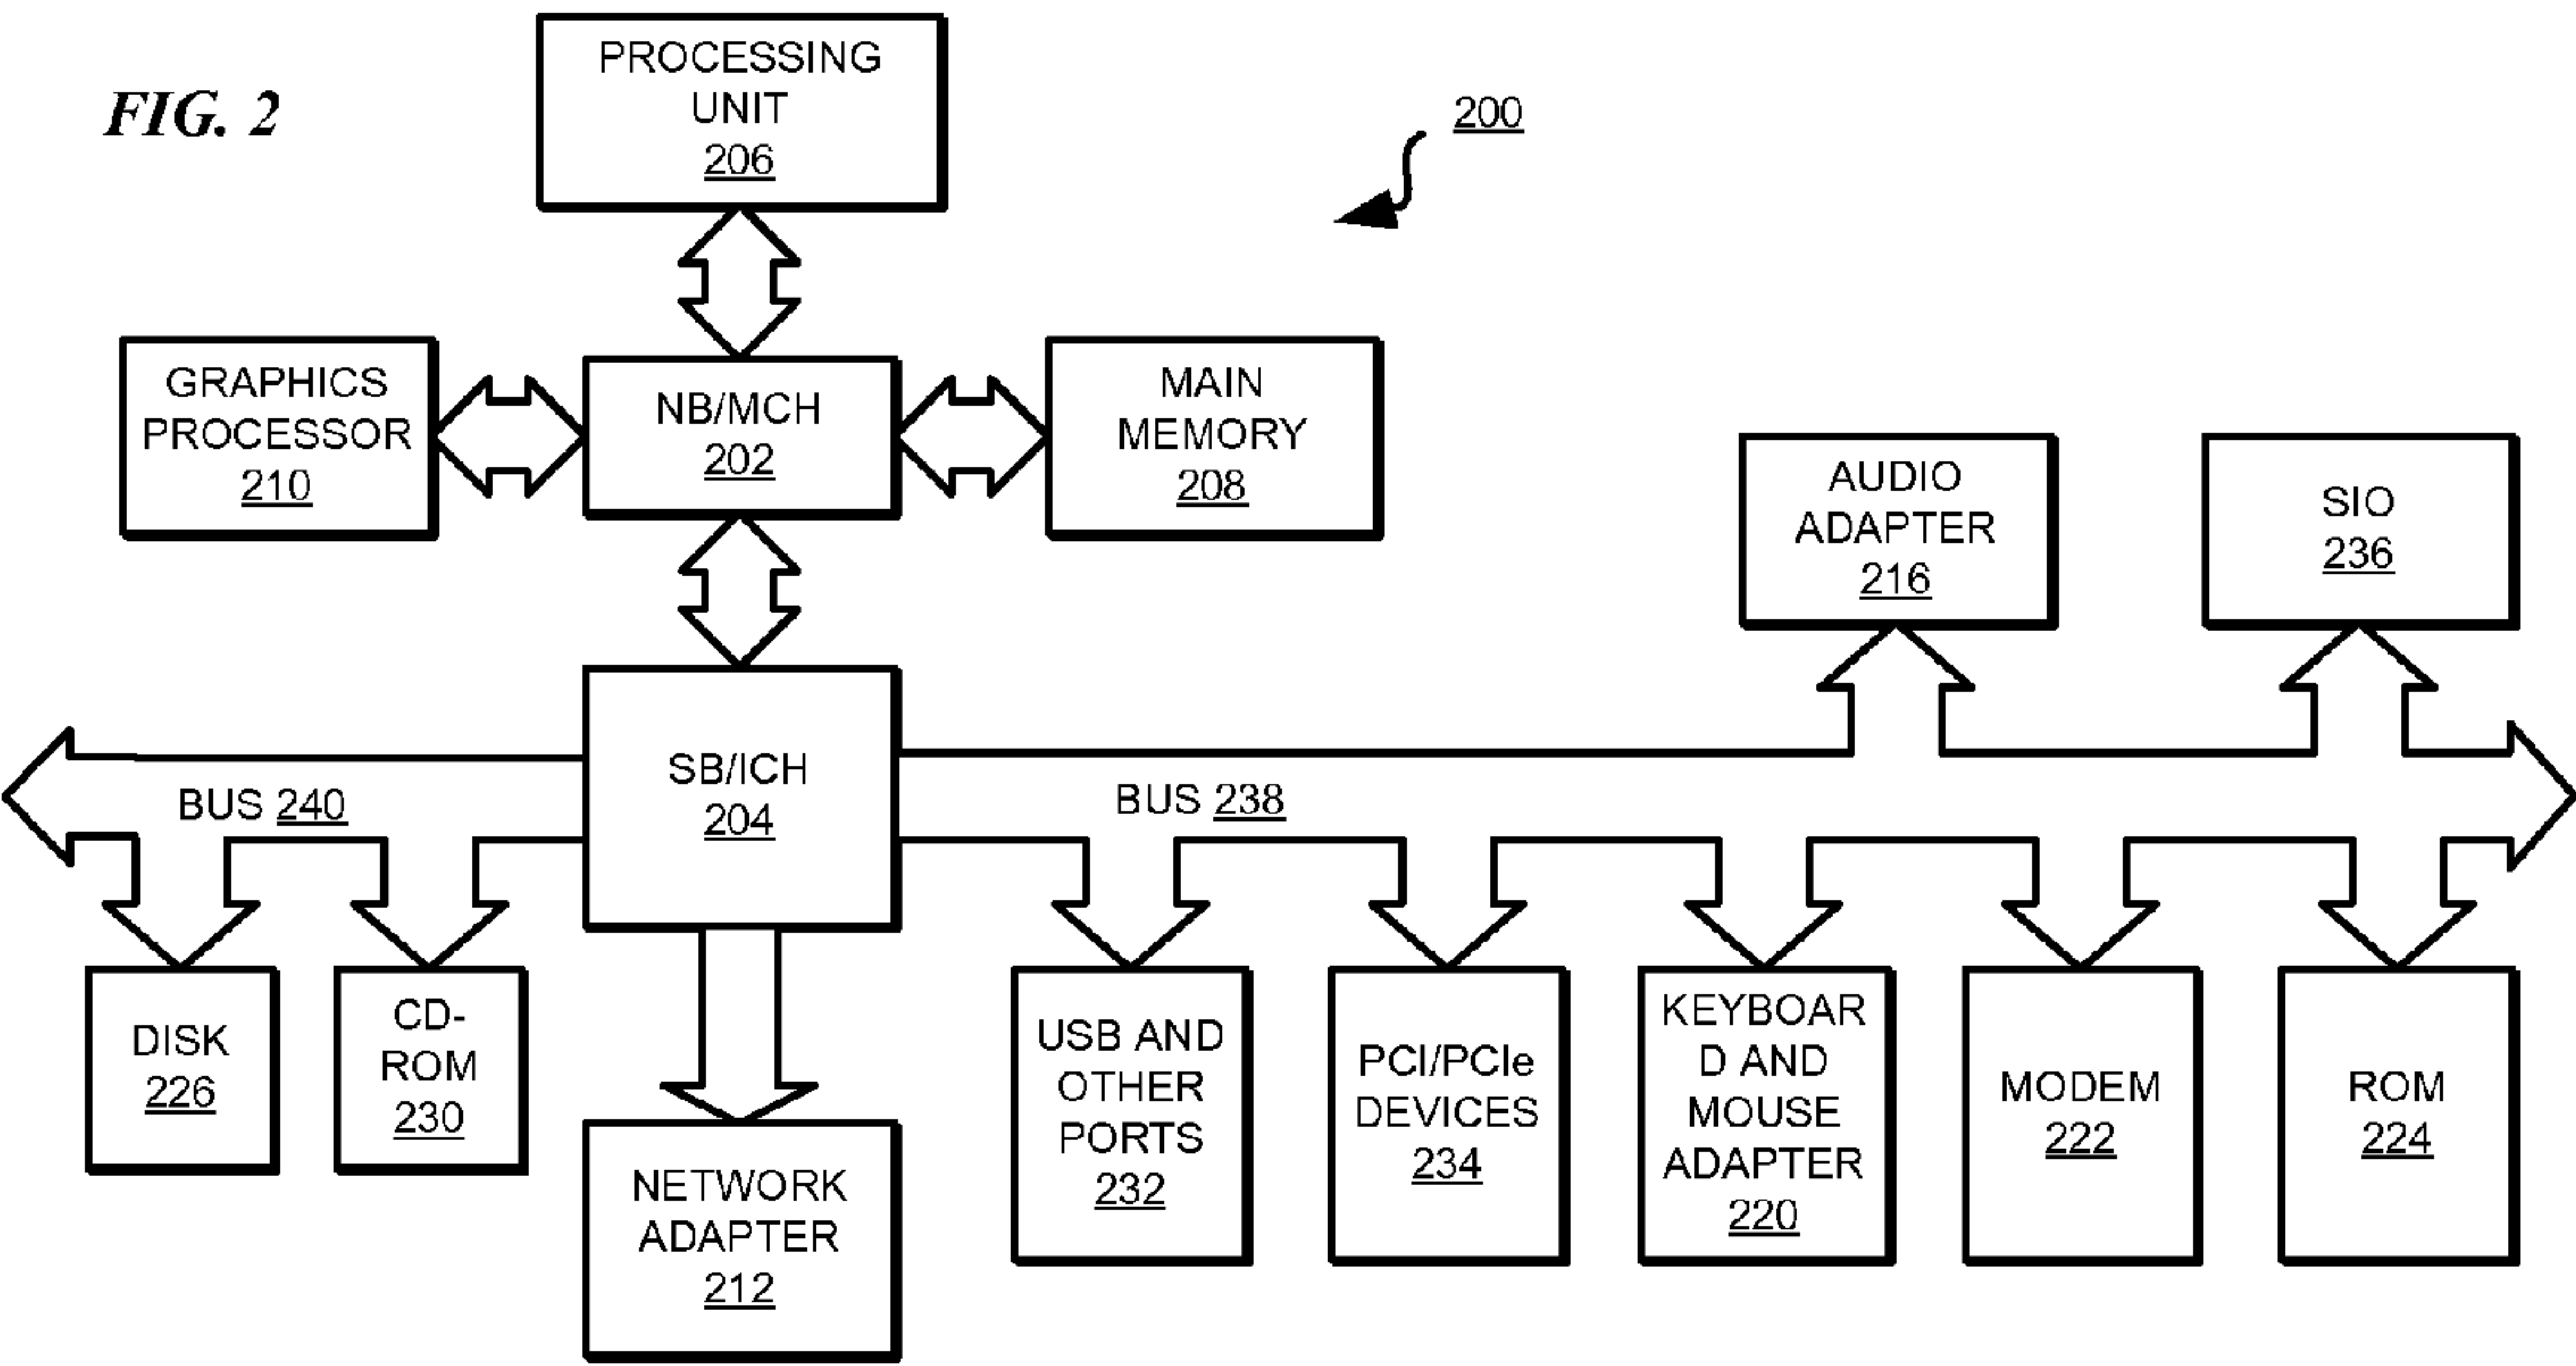 FIG. 2
PROCESSING
UNIT
206
200
GRAPHICS
PROCESSOR
210
NB/MCH
202
MAIN
MEMORY
208
AUDIO
ADAPTER
216
SIO
236
SB/ICH
204
BUS 240
BUS 238
DISK
226
CD-
ROM
230
NETWORK
ADAPTER
212
USB AND
OTHER
PORTS
232
PCI/PCIe
DEVICES
234
KEYBOAR
D AND
MOUSE
ADAPTER
220
MODEM
222
ROM
224